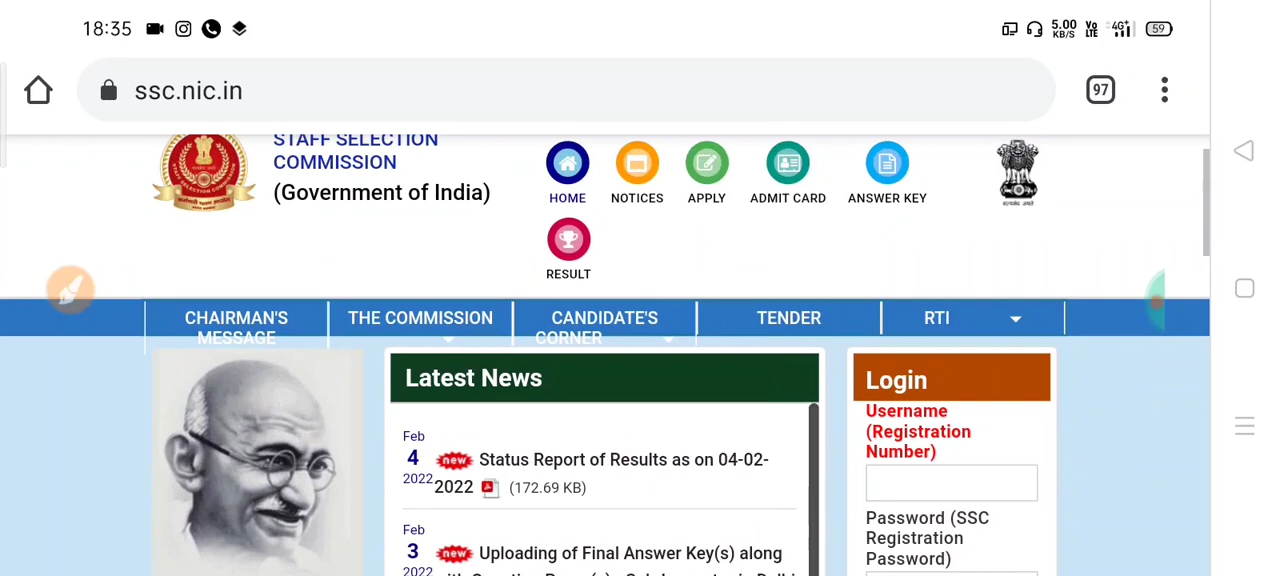 18:35
5.00
KB/S
Vo
LTE
4G+
59
ssc.nic.in
97
STAFF SELECTION
COMMISSION
(Government of India)
HOME
NOTICES
APPLY
ADMIT CARD
ANSWER KEY
RESULT
CHAIRMAN'S
MESSAGE
THE COMMISSION
CANDIDATE'S
CORNER
TENDER
RTI
Latest News
Feb
4
2022
new Status Report of Results as on 04-02-
2022 (172.69 KB)
Feb
3
2022
new Uploading of Final Answer Key(s) along
Login
Username
(Registration
Number)
Password (SSC
Registration
Password)